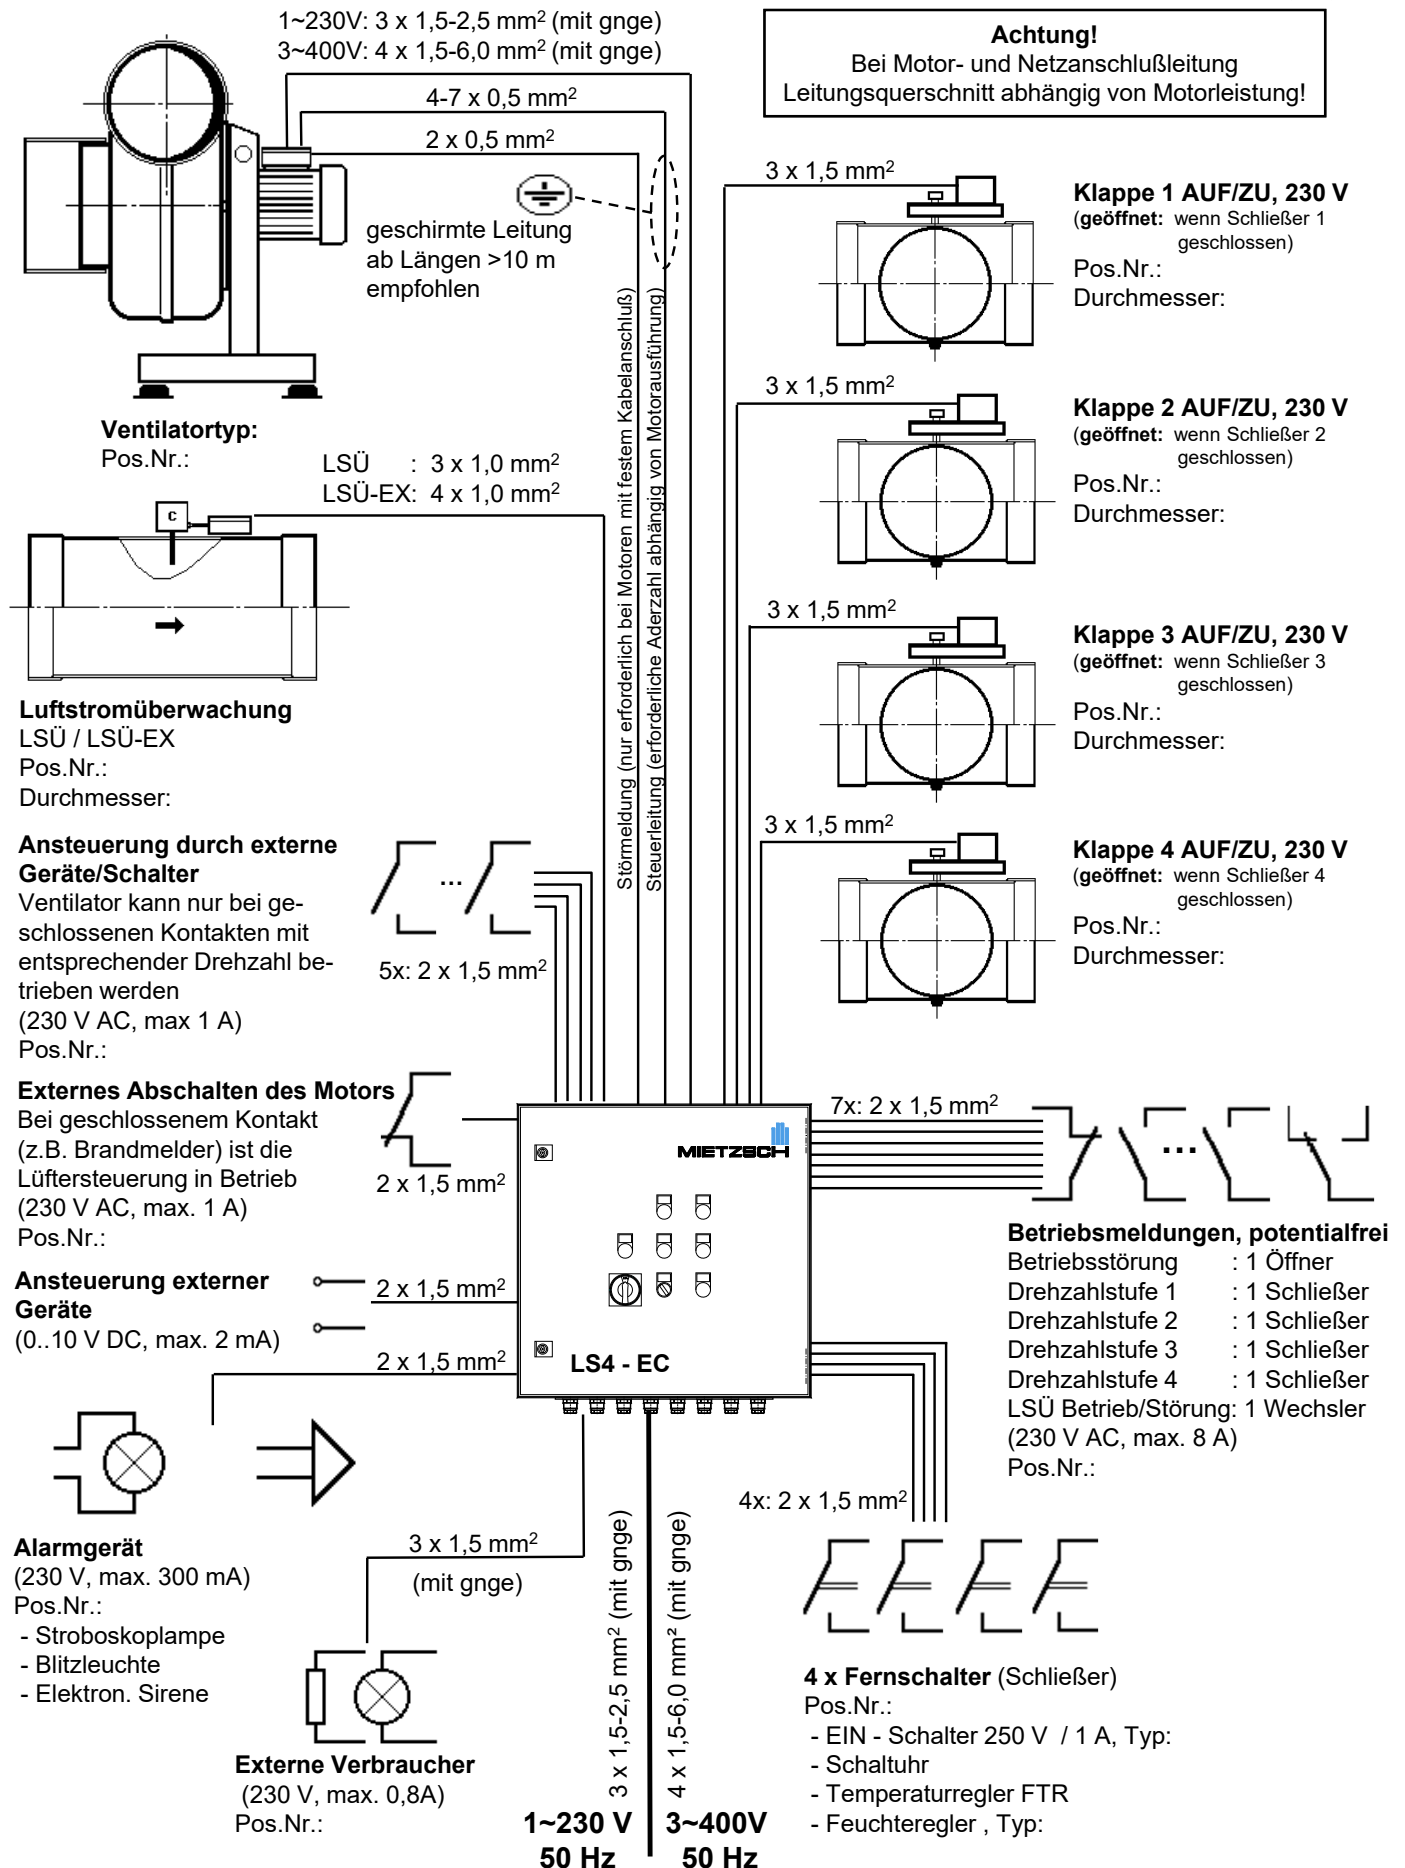 1~230V: 3 x 1,5-2,5 mm² (mit gnge)
3~400V: 4 x 1,5-6,0 mm² (mit gnge)
4-7 x 0,5 mm²
2 x 0,5 mm²
geschirmte Leitung
ab Längen >10 m
empfohlen
Achtung!
Bei Motor- und Netzanschlußleitung
Leitungsquerschnitt abhängig von Motorleistung!
3 x 1,5 mm²
Klappe 1 AUF/ZU, 230 V
(geöffnet: wenn Schließer 1
geschlossen)
Pos.Nr.:
Durchmesser:
3 x 1,5 mm²
Klappe 2 AUF/ZU, 230 V
(geöffnet: wenn Schließer 2
geschlossen)
Pos.Nr.:
Durchmesser:
3 x 1,5 mm²
Klappe 3 AUF/ZU, 230 V
(geöffnet: wenn Schließer 3
geschlossen)
Pos.Nr.:
Durchmesser:
3 x 1,5 mm²
Klappe 4 AUF/ZU, 230 V
(geöffnet: wenn Schließer 4
geschlossen)
Pos.Nr.:
Durchmesser:
Störmeldung (nur erforderlich bei Motoren mit festem Kabelanschluß)
Steuerleitung (erforderliche Aderzahl abhängig von Motorausführung)
Ventilatortyp:
Pos.Nr.:
LSÜ : 3 x 1,0 mm²
LSÜ-EX: 4 x 1,0 mm²
C
Luftstromüberwachung
LSÜ / LSÜ-EX
Pos.Nr.:
Durchmesser:
Ansteuerung durch externe
Geräte/Schalter
Ventilator kann nur bei ge-
schlossenen Kontakten mit
entsprechender Drehzahl be-
trieben werden
(230 V AC, max 1 A)
Pos.Nr.:
...
5x: 2 x 1,5 mm²
Externes Abschalten des Motors
Bei geschlossenem Kontakt
(z.B. Brandmelder) ist die
Lüftersteuerung in Betrieb
(230 V AC, max. 1 A)
Pos.Nr.:
2 x 1,5 mm²
Ansteuerung externer
Geräte
(0..10 V DC, max. 2 mA)
2 x 1,5 mm²
2 x 1,5 mm²
MIETZSCH
LS4 - EC
7x: 2 x 1,5 mm²
...
Betriebsmeldungen, potentialfrei
Betriebsstörung : 1 Öffner
Drehzahlstufe 1 : 1 Schließer
Drehzahlstufe 2 : 1 Schließer
Drehzahlstufe 3 : 1 Schließer
Drehzahlstufe 4 : 1 Schließer
LSÜ Betrieb/Störung: 1 Wechsler
(230 V AC, max. 8 A)
Pos.Nr.:
Alarmgerät
(230 V, max. 300 mA)
Pos.Nr.:
- Stroboskoplampe
- Blitzleuchte
- Elektron. Sirene
3 x 1,5 mm²
(mit gnge)
Externe Verbraucher
(230 V, max. 0,8A)
Pos.Nr.:
3 x 1,5-2,5 mm² (mit gnge)
4 x 1,5-6,0 mm² (mit gnge)
1~230 V
50 Hz
3~400V
50 Hz
4x: 2 x 1,5 mm²
4 x Fernschalter (Schließer)
Pos.Nr.:
- EIN - Schalter 250 V / 1 A, Typ:
- Schaltuhr
- Temperaturregler FTR
- Feuchteregler , Typ: